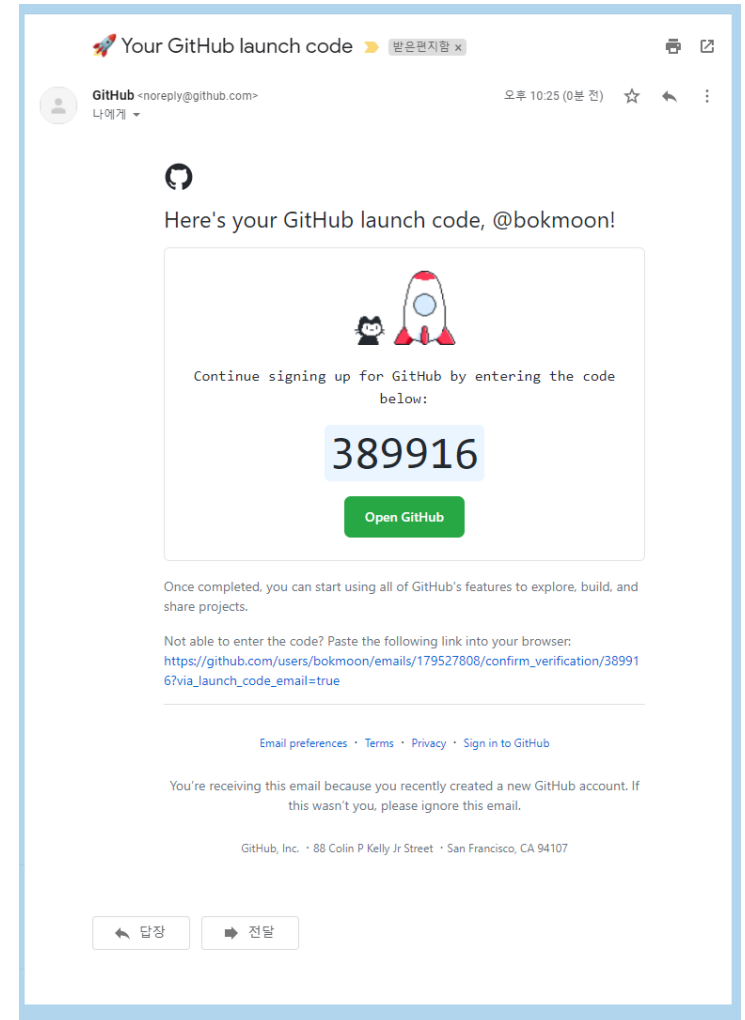 🚀 Your GitHub launch code 받은편지함 ×
GitHub <noreply@github.com> 오후 10:25 (0분 전)
나에게
Here's your GitHub launch code, @bokmoon!
Continue signing up for GitHub by entering the code
below:
389916
Open GitHub
Once completed, you can start using all of GitHub's features to explore, build, and
share projects.
Not able to enter the code? Paste the following link into your browser:
https://github.com/users/bokmoon/emails/179527808/confirm_verification/38991
6?via_launch_code_email=true
Email preferences · Terms · Privacy · Sign in to GitHub
You're receiving this email because you recently created a new GitHub account. If
this wasn't you, please ignore this email.
GitHub, Inc. · 88 Colin P Kelly Jr Street · San Francisco, CA 94107
답장 전달